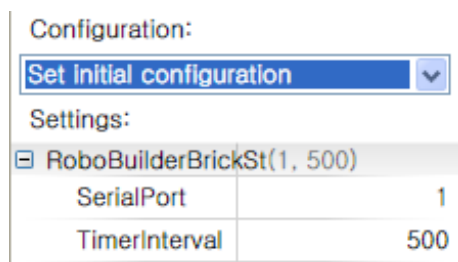 Configuration:
Set initial configuration
Settings:
RoboBuilderBrickSt(1, 500)
SerialPort 1
TimerInterval 500